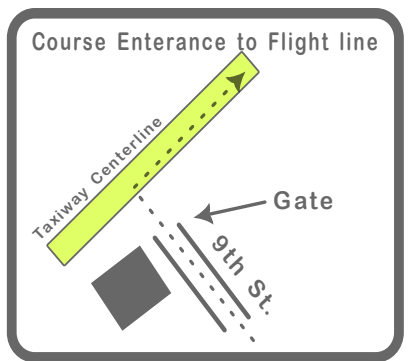 Course Enterance to Flight line
Taxiway Centerline
Gate
9th St.